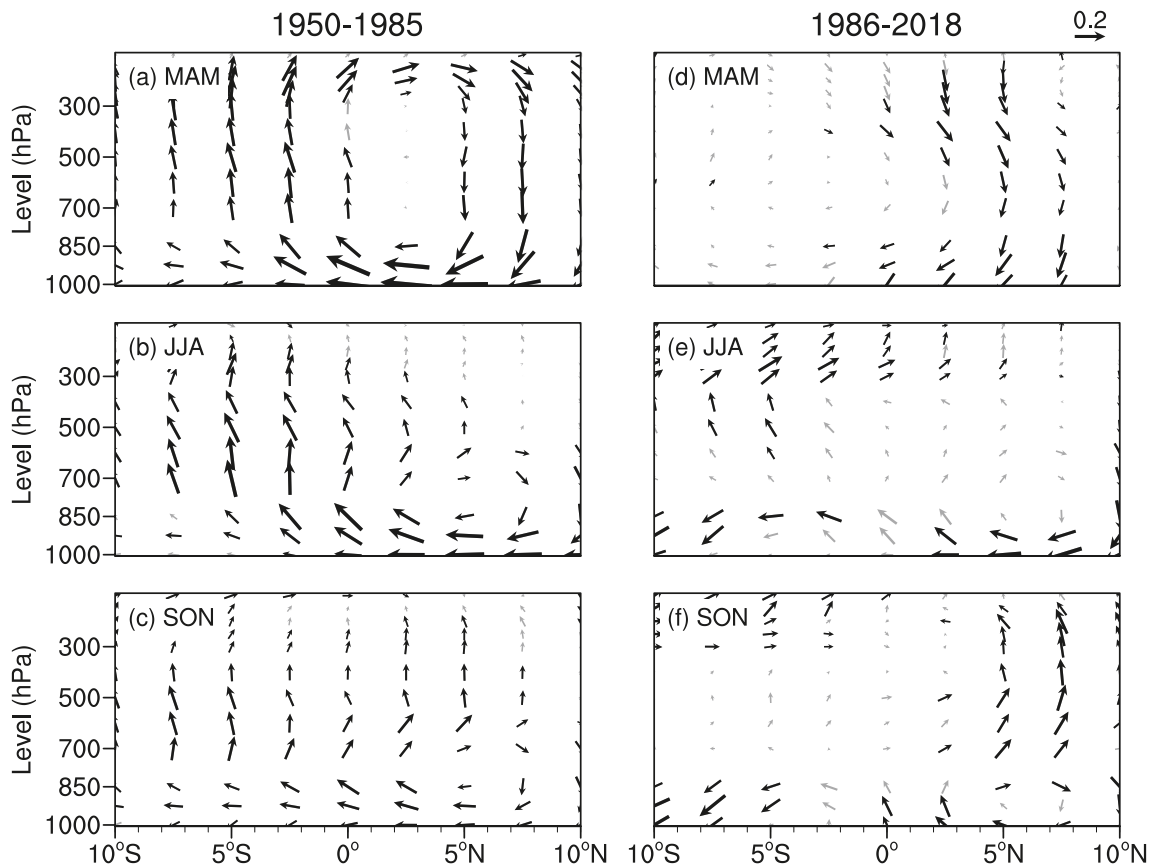 1950-1985 1986-2018 0.2
(a) MAM (d) MAM
Level (hPa)
300
500
700
850
1000
(b) JJA (e) JJA
Level (hPa)
300
500
700
850
1000
(c) SON (f) SON
Level (hPa)
300
500
700
850
1000
10°S 5°S 0° 5°N 10°N 10°S 5°S 0° 5°N 10°N